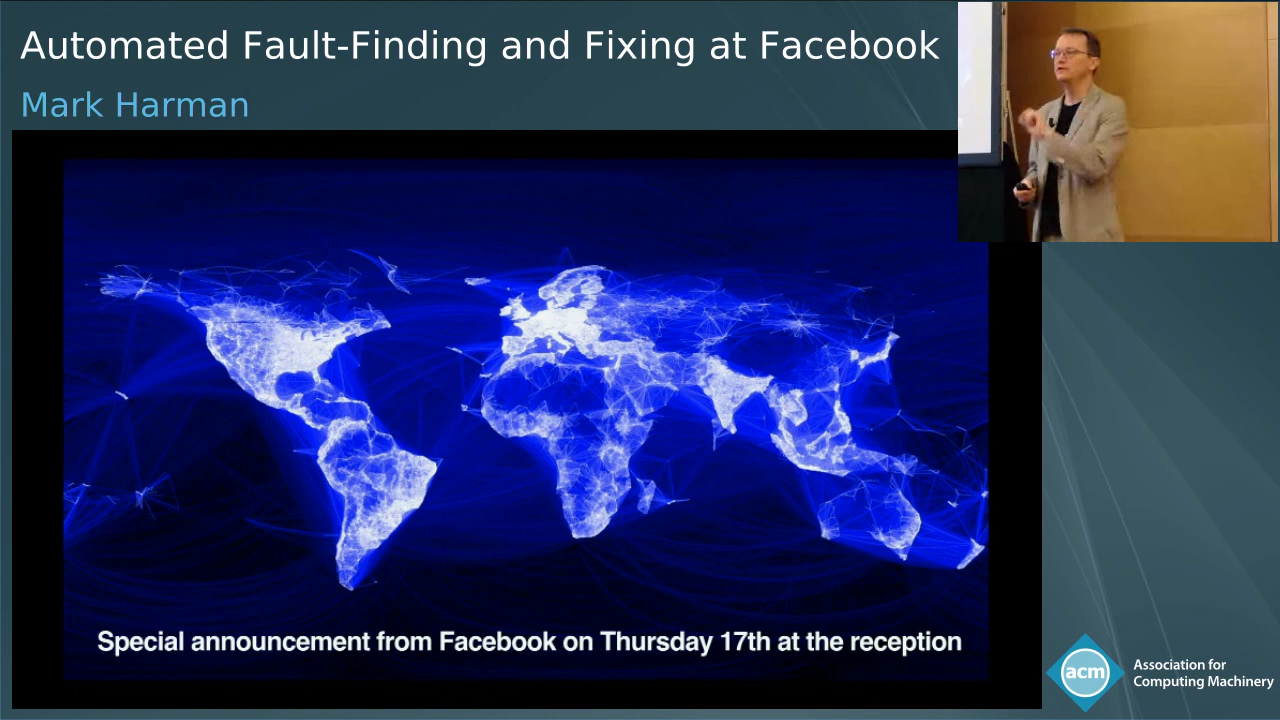 Automated Fault-Finding and Fixing at Facebook
Mark Harman
Special announcement from Facebook on Thursday 17th at the reception
acm
Association for
Computing Machinery